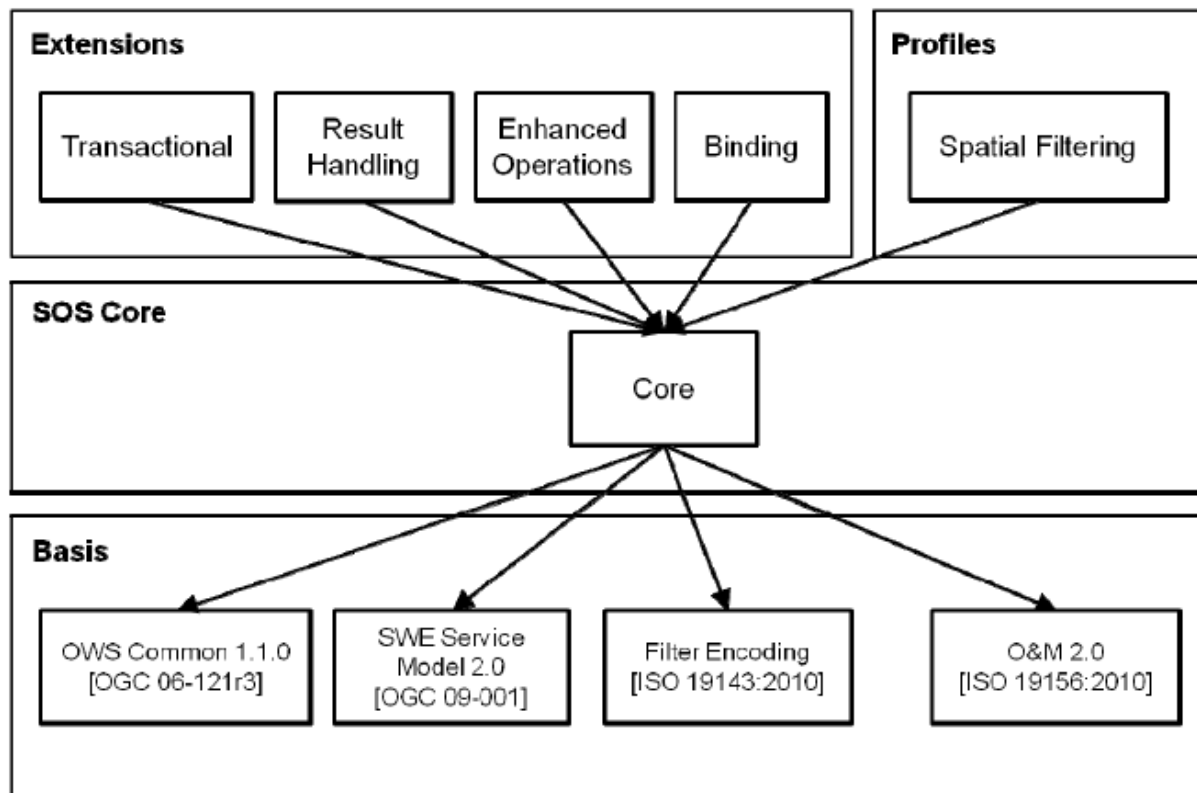 Extensions
Transactional
Result
Handling
Enhanced
Operations
Binding
Profiles
Spatial Filtering
SOS Core
Core
Basis
OWS Common 1.1.0
[OGC 06-121r3]
SWE Service
Model 2.0
[OGC 09-001]
Filter Encoding
[ISO 19143:2010]
O&M 2.0
[ISO 19156:2010]